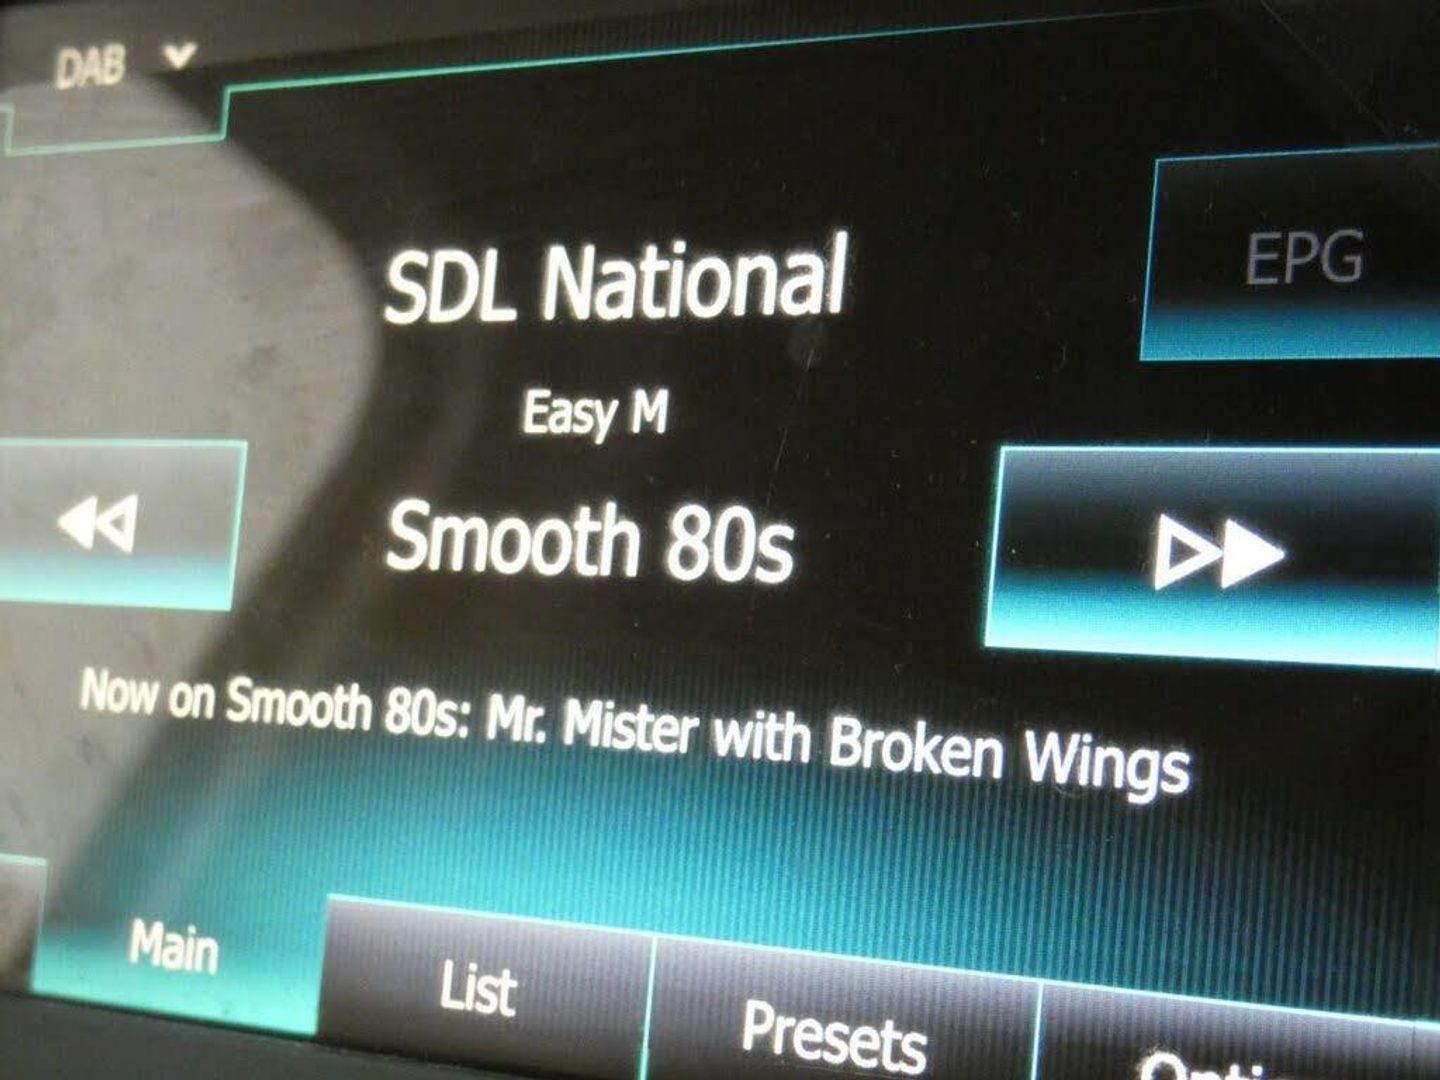 DAB
SDL National
EPG
Easy M
Smooth 80s
Now on Smooth 80s: Mr. Mister with Broken Wings
Main
List
Presets